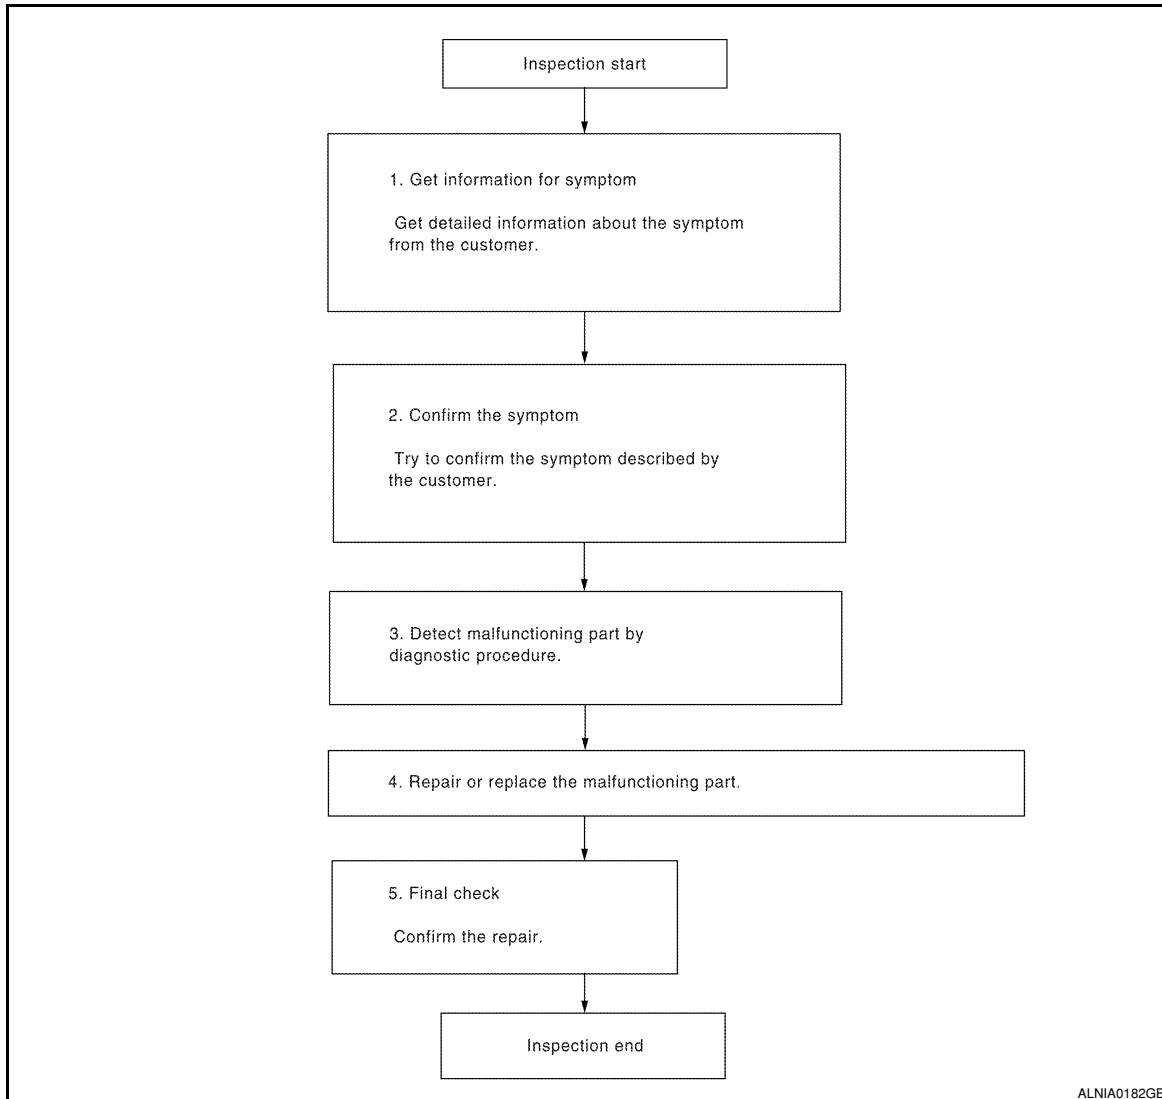 Inspection start
1. Get information for symptom
Get detailed information about the symptom
from the customer.
2. Confirm the symptom
Try to confirm the symptom described by
the customer.
3. Detect malfunctioning part by
diagnostic procedure.
4. Repair or replace the malfunctioning part.
5. Final check
Confirm the repair.
Inspection end
ALNIA0182GB